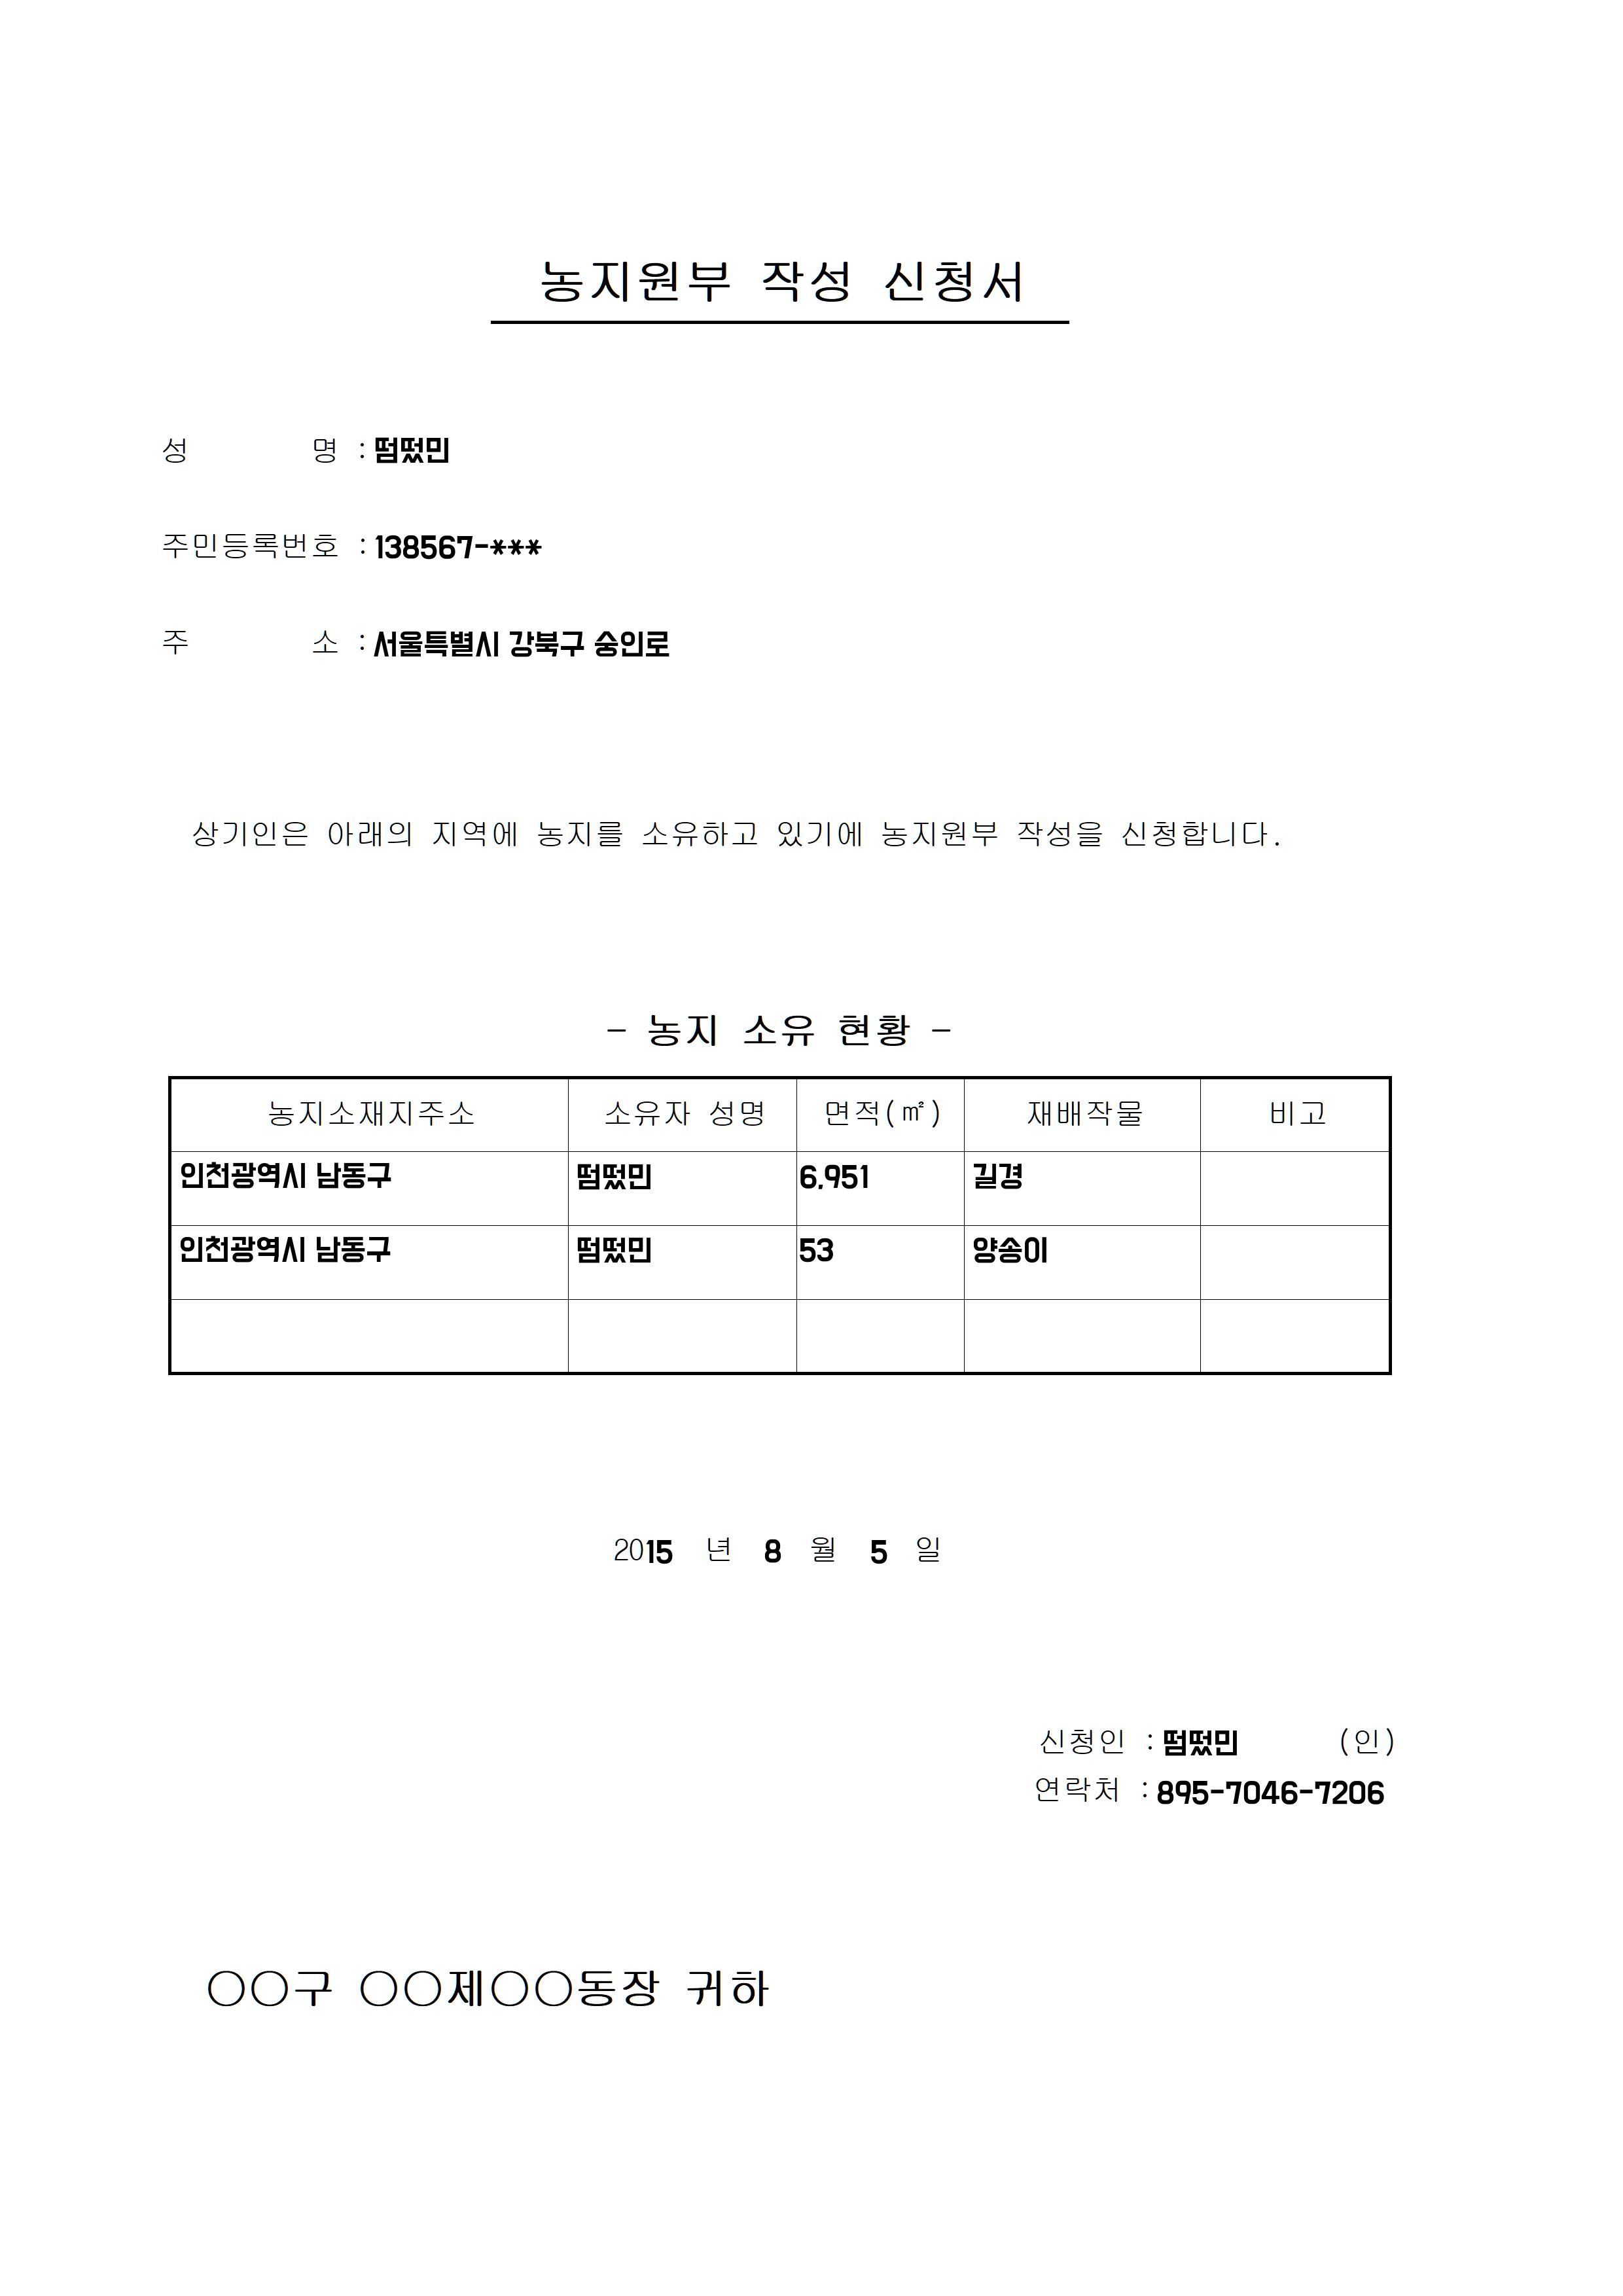 농지원부 작성 신청서
성 명 : 떰떴민
주민등록번호 : 138567-***
주 소 : 서울특별시 강북구 숭인로
상기인은 아래의 지역에 농지를 소유하고 있기에 농지원부 작성을 신청합니다.
- 농지 소유 현황 -
농지소재지주소 소유자 성명 면적(㎡) 재배작물 비고
인천광역시 남동구 떰떴민 6,951 길경
인천광역시 남동구 떰떴민 53 양송이
2015 년 8 월 5 일
신청인 : 떰떴민 (인)
연락처 : 895-7046-7206
○○구 ○○제○○동장 귀하